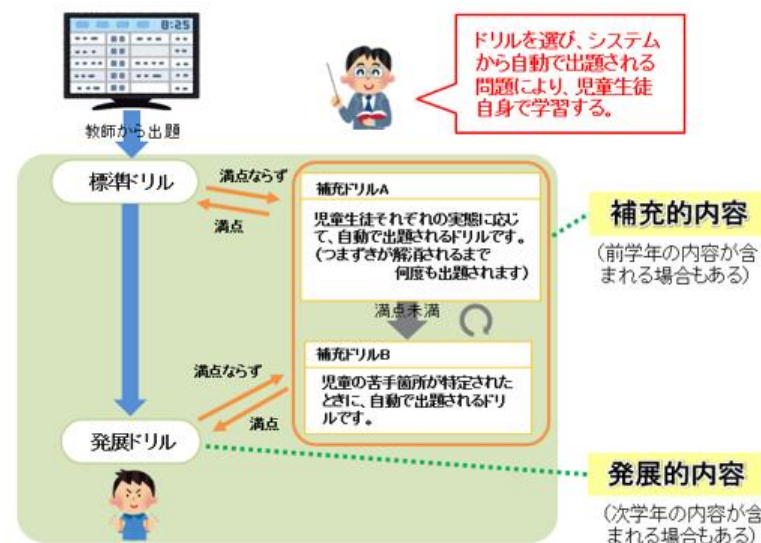 8:25
ドリルを選び、システム
から自動で出題される
問題により、児童生徒
自身で学習する。
教師から出題
標準ドリル
満点ならず
満点
補充ドリルA
児童生徒それぞれの実態に応じ
て、自動で出題されるドリルです。
(つまずきが解消されるまで
何度も出題されます)
補充的内容
(前学年の内容が含
まれる場合もある)
満点未満
補充ドリルB
児童の苦手箇所が特定された
ときに、自動で出題されるドリ
ルです。
満点ならず
満点
発展ドリル
発展的内容
(次学年の内容が含
まれる場合もある)